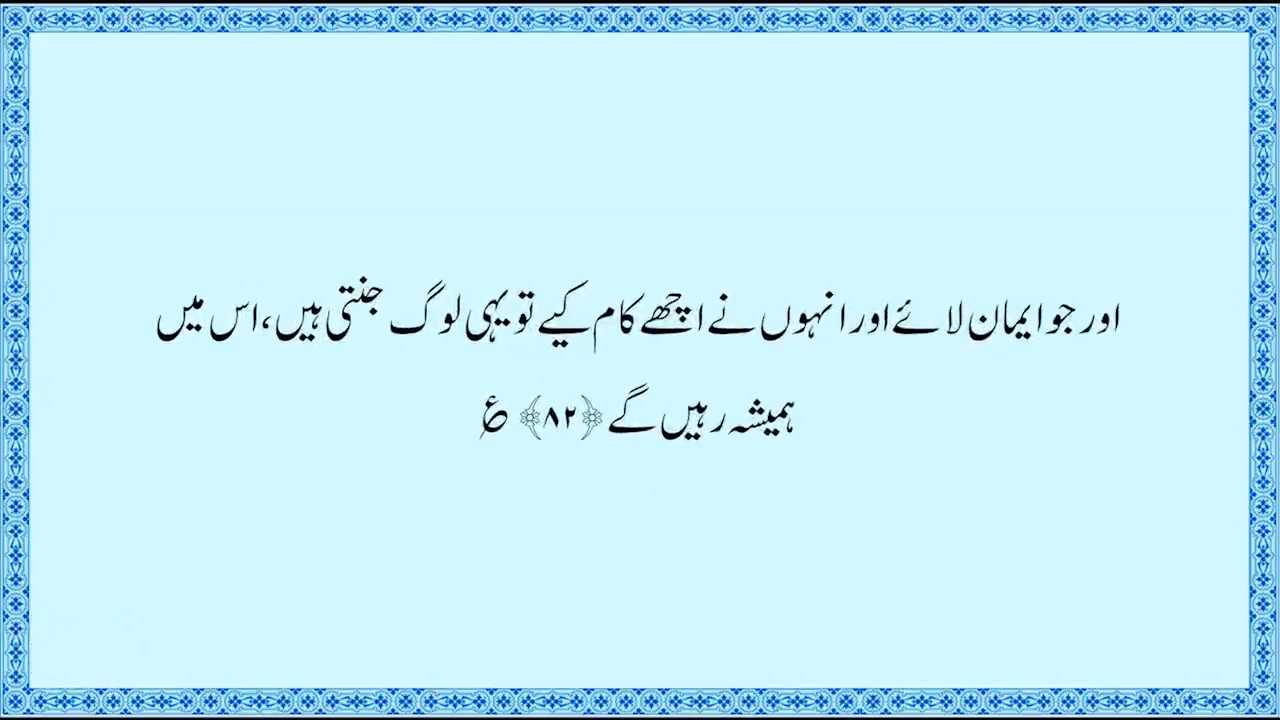 اور جو ایمان لائے اور انہوں نے اچھے کام کیے تو یہی لوگ جنتی ہیں، اس میں
ہمیشہ رہیں گے ﴿۸۲﴾ ع